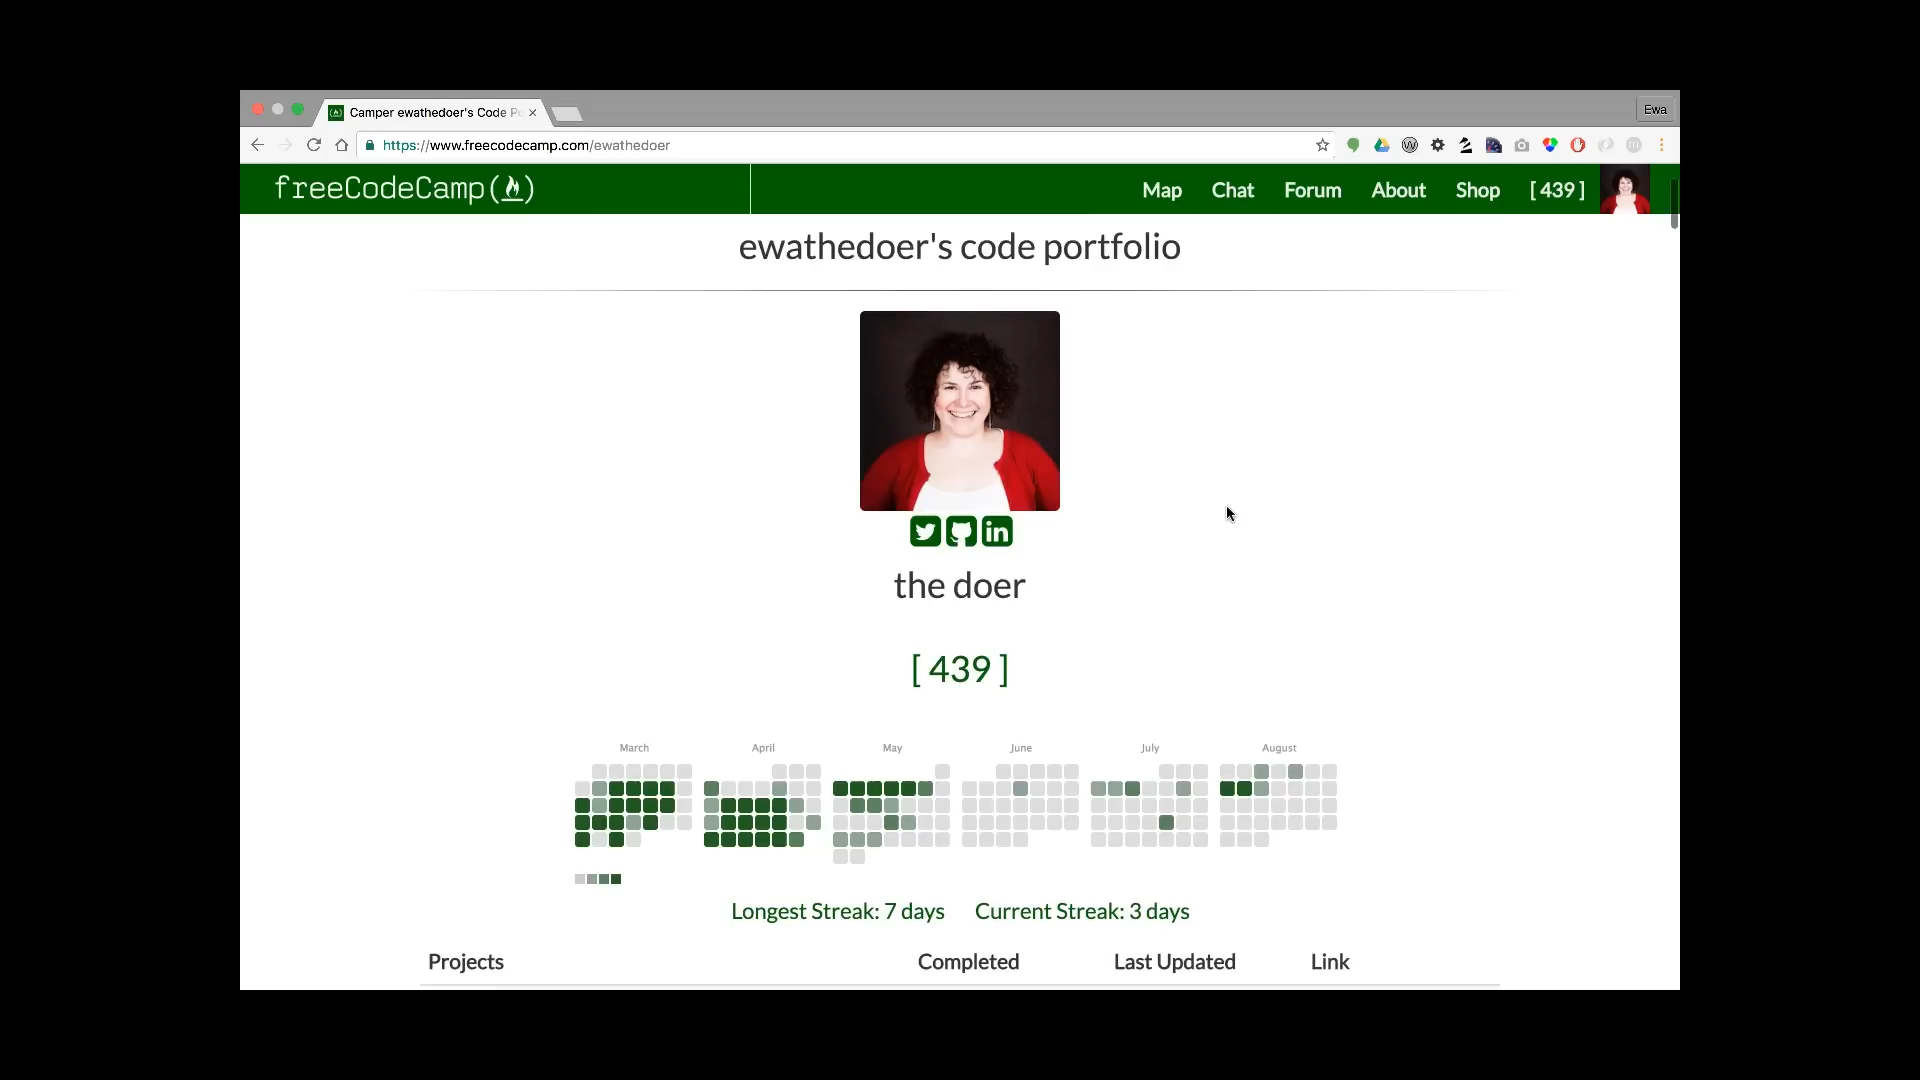 Camper ewathedoer's Code Po
Ewa
https://www.freecodecamp.com/ewathedoer
freeCodeCamp(
)
Map
Chat
Forum
About
Shop
[ 439 ]
ewathedoer's code portfolio
the doer
[ 439 ]
March
April
May
June
July
August
Longest Streak: 7 days
Current Streak: 3 days
Projects
Completed
Last Updated
Link